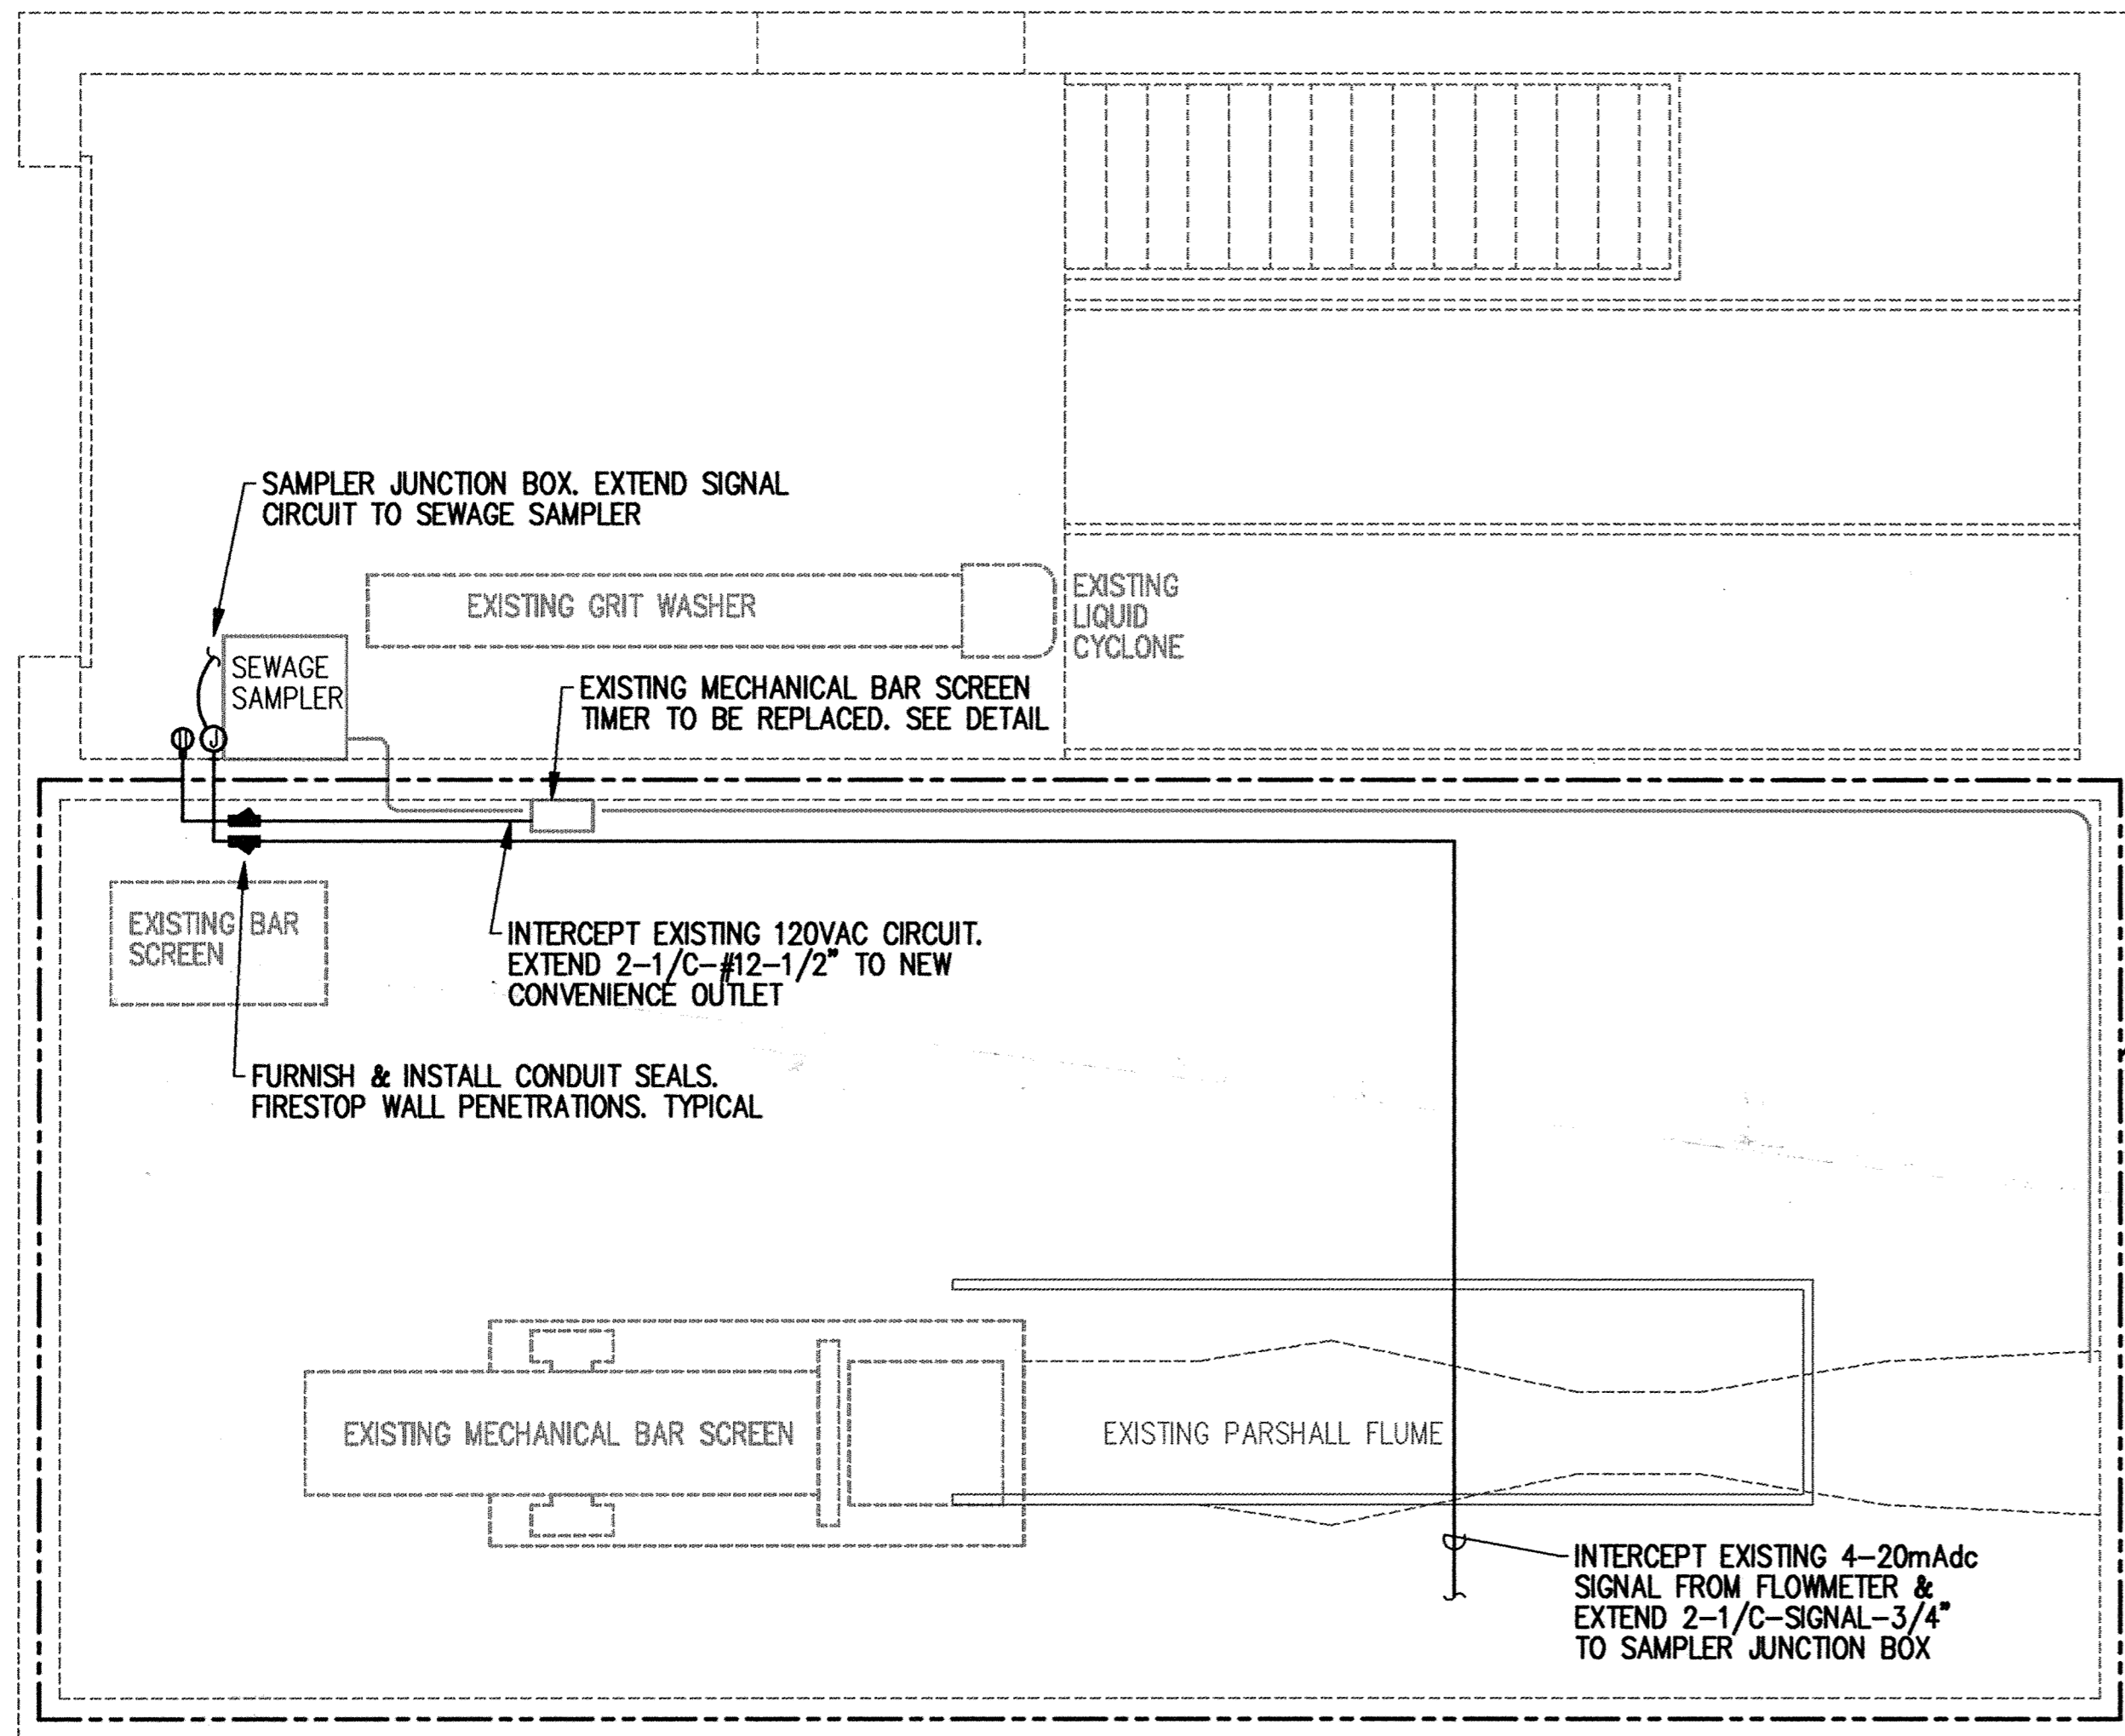 SAMPLER JUNCTION BOX. EXTEND SIGNAL
CIRCUIT TO SEWAGE SAMPLER
EXISTING GRIT WASHER
EXISTING
LIQUID
CYCLONE
SEWAGE
SAMPLER
EXISTING MECHANICAL BAR SCREEN
TIMER TO BE REPLACED. SEE DETAIL
J
EXISTING BAR
SCREEN
INTERCEPT EXISTING 120VAC CIRCUIT.
EXTEND 2-1/C-#12-1/2" TO NEW
CONVENIENCE OUTLET
FURNISH & INSTALL CONDUIT SEALS.
FIRESTOP WALL PENETRATIONS. TYPICAL
EXISTING MECHANICAL BAR SCREEN
EXISTING PARSHALL FLUME
INTERCEPT EXISTING 4-20mAdc
SIGNAL FROM FLOWMETER &
EXTEND 2-1/C-SIGNAL-3/4"
TO SAMPLER JUNCTION BOX